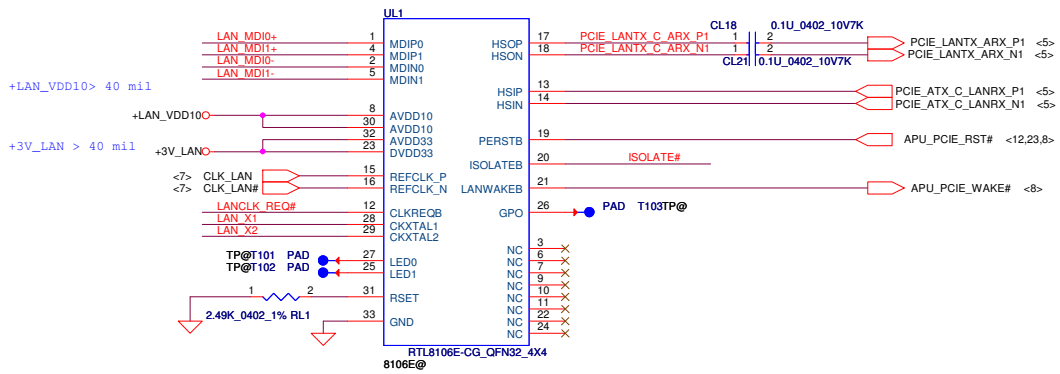 UL1
LAN_MDI0+ 1 MDIP0
LAN_MDI1+ 4 MDIP1
LAN_MDI0- 2 MDIN0
LAN_MDI1- 5 MDIN1
+LAN_VDD10> 40 mil
+LAN_VDD10 8 AVDD10
30 AVDD10
+3V_LAN > 40 mil
32 AVDD33
+3V_LAN 23 DVDD33
<7> CLK_LAN 15 REFCLK_P
<7> CLK_LAN# 16 REFCLK_N
LANCLK_REQ# 12 CLKREQB
LAN_X1 28 CKXTAL1
LAN_X2 29 CKXTAL2
TP@T101 PAD 27 LED0
TP@T102 PAD 25 LED1
1 2 31 RSET
2.49K_0402_1% RL1
33 GND
CL18 0.1U_0402_10V7K
HSOP 17 PCIE_LANTX_C_ARX_P1 1 2 PCIE_LANTX_ARX_P1 <5>
HSON 18 PCIE_LANTX_C_ARX_N1 1 2 PCIE_LANTX_ARX_N1 <5>
CL21 0.1U_0402_10V7K
HSIP 13 PCIE_ATX_C_LANRX_P1 <5>
HSIN 14 PCIE_ATX_C_LANRX_N1 <5>
PERSTB 19 APU_PCIE_RST# <12,23,8>
ISOLATEB 20 ISOLATE#
LANWAKEB 21 APU_PCIE_WAKE# <8>
GPO 26 PAD T103TP@
NC 3
NC 6
NC 7
NC 9
NC 10
NC 11
NC 22
NC 24
RTL8106E-CG_QFN32_4X4
8106E@